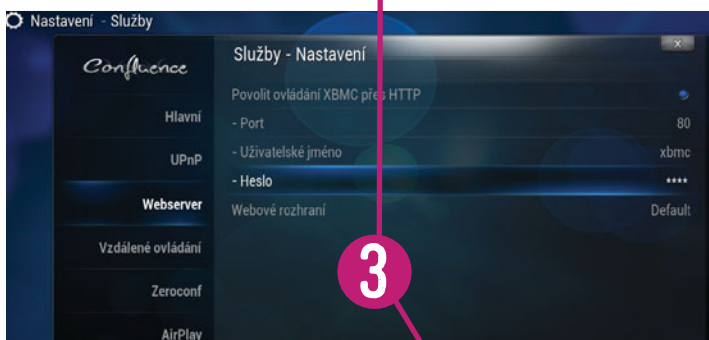 Nastavení - Služby
Confluence
Hlavní
UPnP
Webserver
Vzdálené ovládání
Zeroconf
AirPlay
Služby - Nastavení
x
Povolit ovládání XBMC přes HTTP
- Port 80
- Uživatelské jméno xbmc
- Heslo ****
Webové rozhraní Default
3